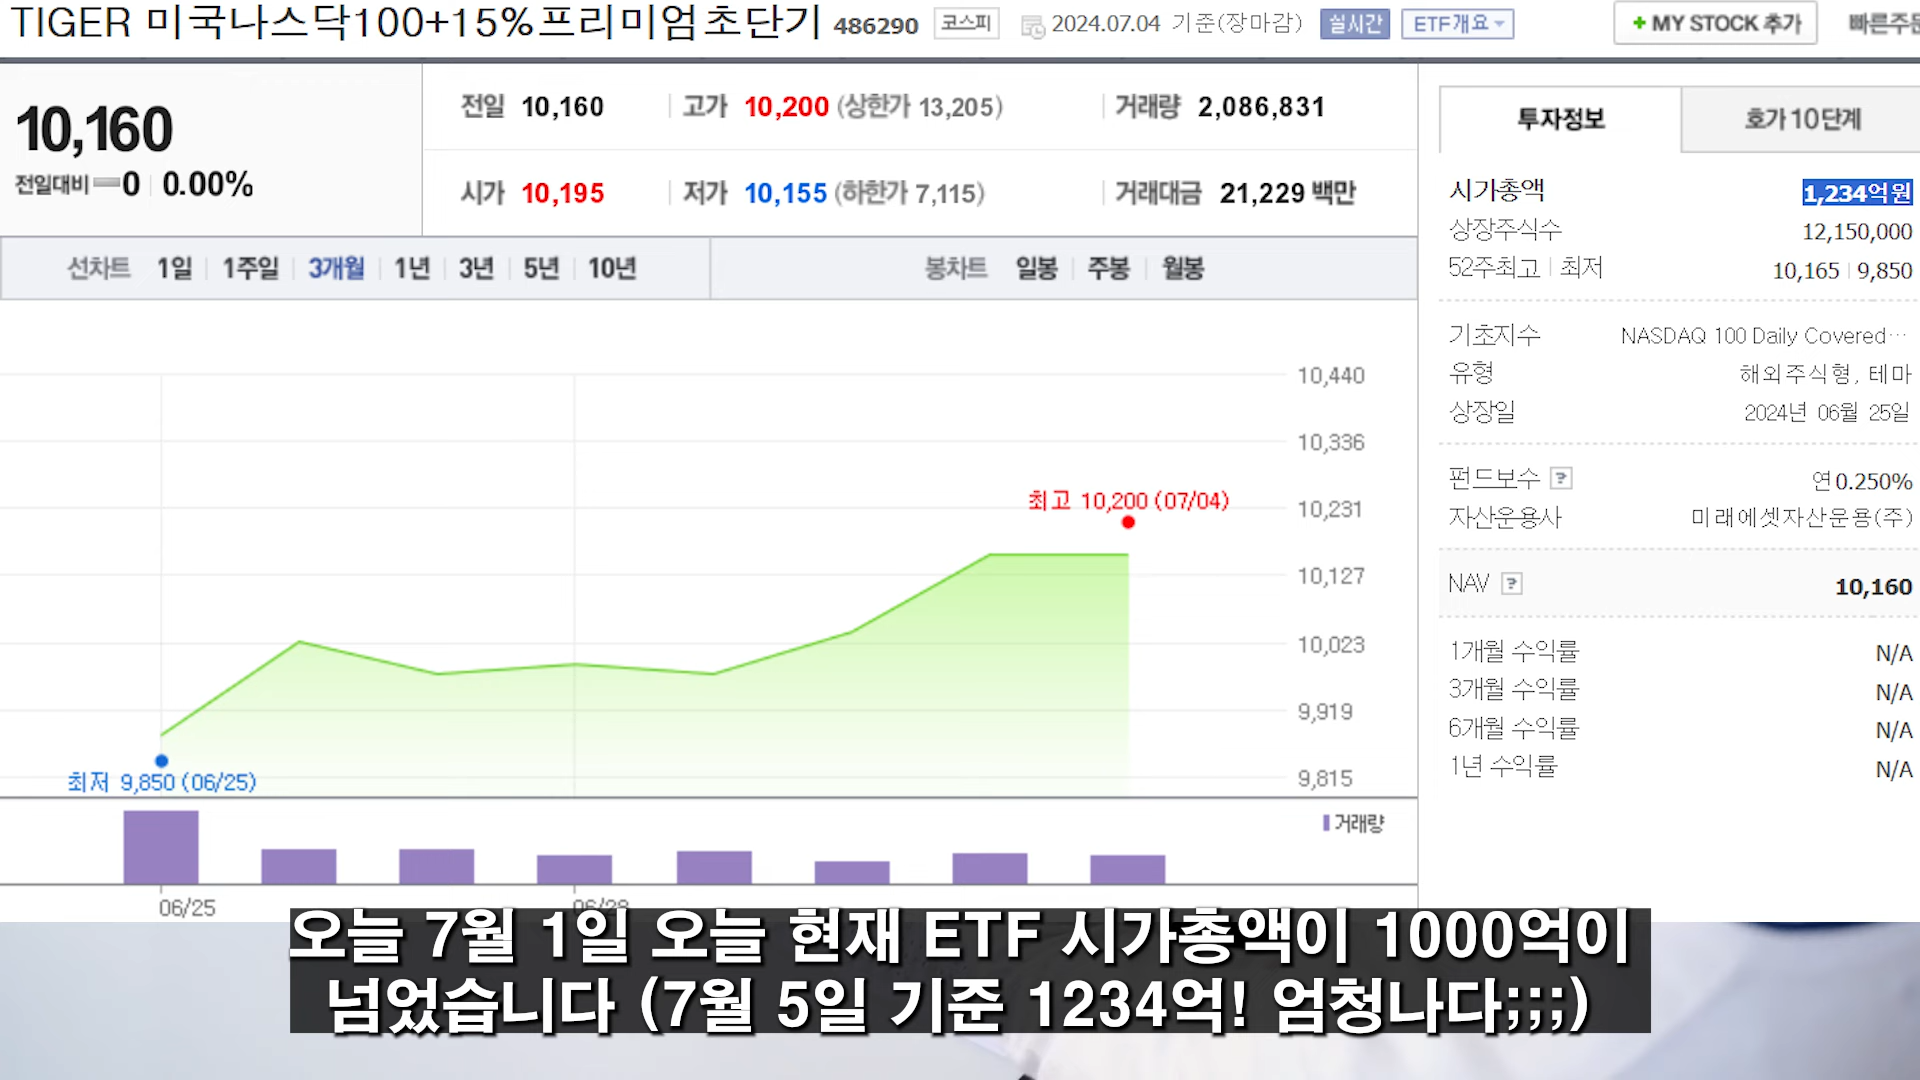 TIGER 미국나스닥100+15%프리미엄초단기 486290 코스피 2024.07.04 기준(장마감) 실시간 ETF개요 + MY STOCK 추가
10,160
전일대비 0 0.00%
전일 10,160 고가 10,200 (상한가 13,205) 거래량 2,086,831
시가 10,195 저가 10,155 (하한가 7,115) 거래대금 21,229 백만
선차트 1일 1주일 3개월 1년 3년 5년 10년 봉차트 일봉 주봉 월봉
10,440
10,336
최고 10,200 (07/04)
10,231
10,127
10,023
9,919
최저 9,850 (06/25)
9,815
거래량
06/25 06/28
투자정보 호가10단계
시가총액 1,234억원
상장주식수 12,150,000
52주최고 최저 10,165 9,850
기초지수 NASDAQ 100 Daily Covered…
유형 해외주식형, 테마
상장일 2024년 06월 25일
펀드보수 ? 연0.250%
자산운용사 미래에셋자산운용(주)
NAV ? 10,160
1개월 수익률 N/A
3개월 수익률 N/A
6개월 수익률 N/A
1년 수익률 N/A
오늘 7월 1일 오늘 현재 ETF 시가총액이 1000억이
넘었습니다 (7월 5일 기준 1234억! 엄청나다;;;)